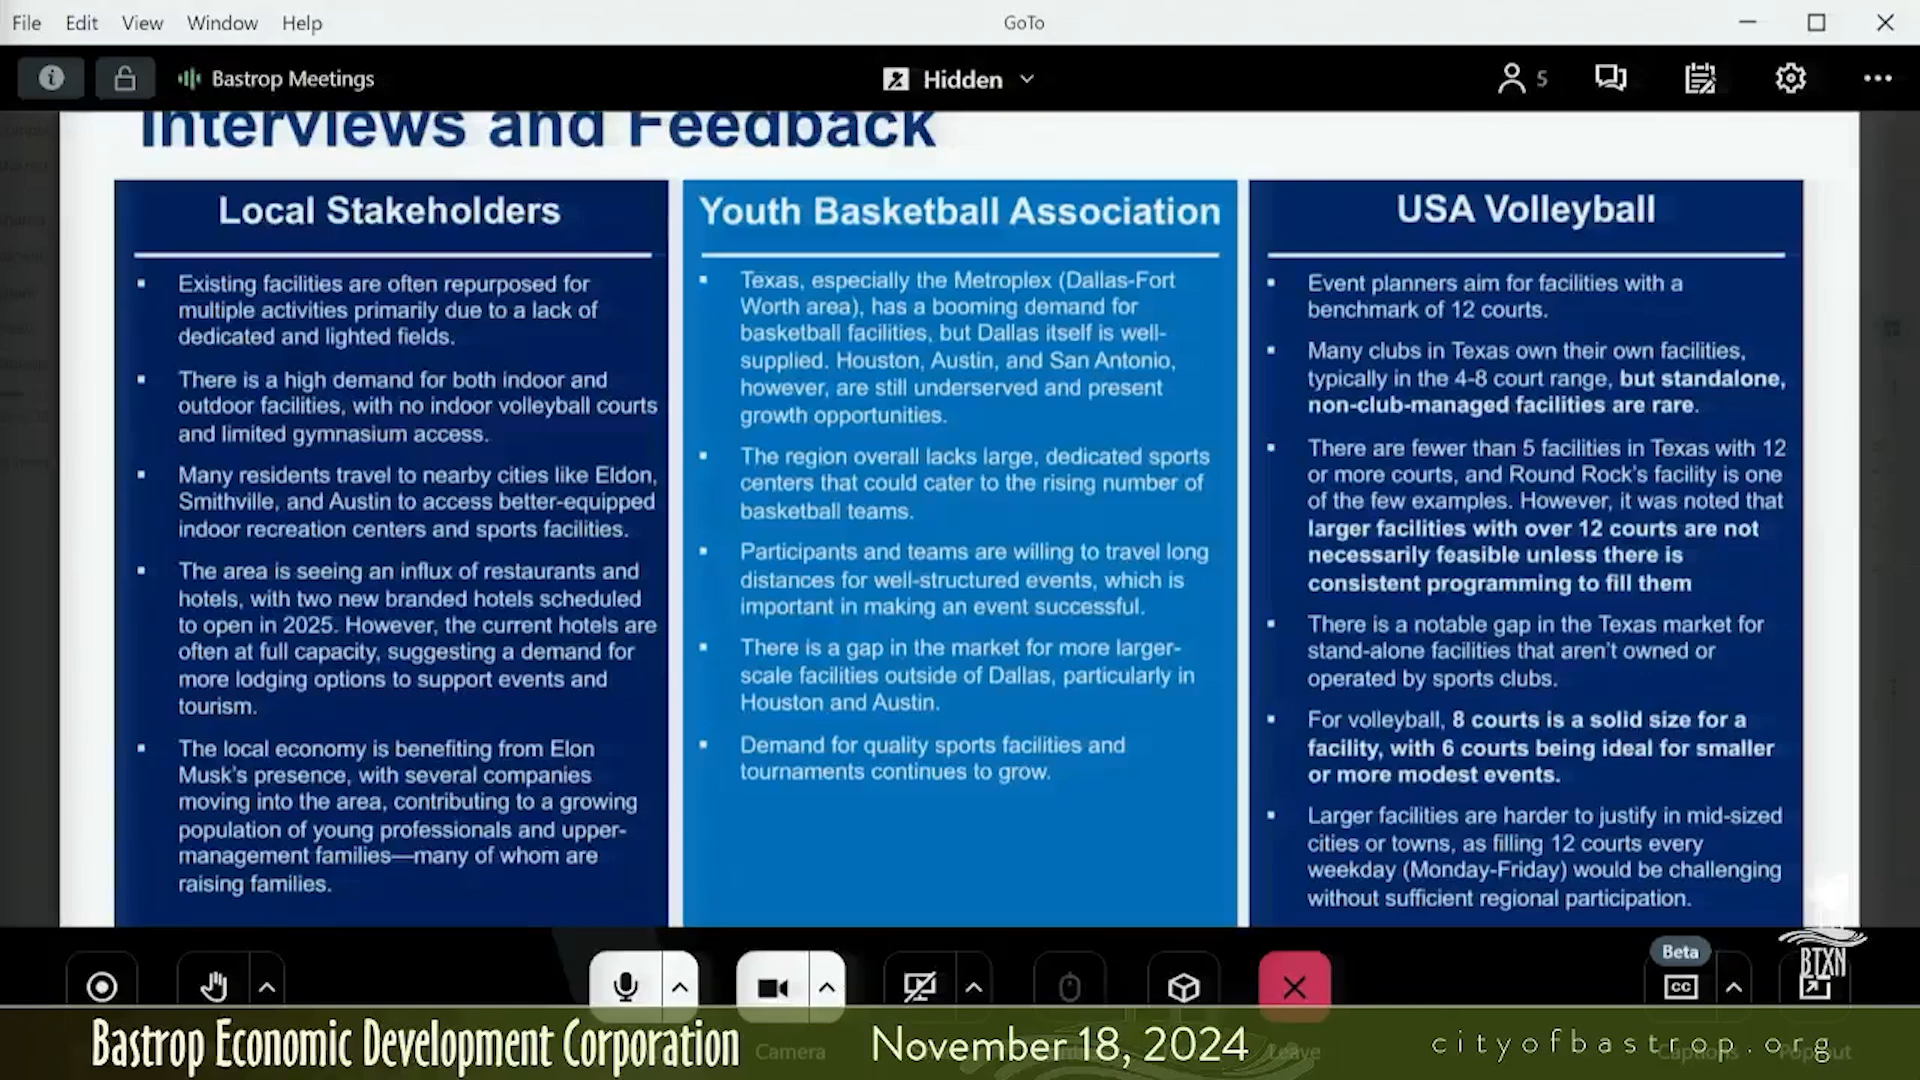 File Edit View Window Help
GoTo
Bastrop Meetings
Hidden
5
Interviews and Feedback
Local Stakeholders
Existing facilities are often repurposed for
multiple activities primarily due to a lack of
dedicated and lighted fields.
There is a high demand for both indoor and
outdoor facilities, with no indoor volleyball courts
and limited gymnasium access.
Many residents travel to nearby cities like Eldon,
Smithville, and Austin to access better-equipped
indoor recreation centers and sports facilities.
The area is seeing an influx of restaurants and
hotels, with two new branded hotels scheduled
to open in 2025. However, the current hotels are
often at full capacity, suggesting a demand for
more lodging options to support events and
tourism.
The local economy is benefiting from Elon
Musk's presence, with several companies
moving into the area, contributing to a growing
population of young professionals and upper-
management families—many of whom are
raising families.
Youth Basketball Association
Texas, especially the Metroplex (Dallas-Fort
Worth area), has a booming demand for
basketball facilities, but Dallas itself is well-
supplied. Houston, Austin, and San Antonio,
however, are still underserved and present
growth opportunities.
The region overall lacks large, dedicated sports
centers that could cater to the rising number of
basketball teams.
Participants and teams are willing to travel long
distances for well-structured events, which is
important in making an event successful.
There is a gap in the market for more larger-
scale facilities outside of Dallas, particularly in
Houston and Austin.
Demand for quality sports facilities and
tournaments continues to grow.
USA Volleyball
Event planners aim for facilities with a
benchmark of 12 courts.
Many clubs in Texas own their own facilities,
typically in the 4-8 court range, but standalone,
non-club-managed facilities are rare.
There are fewer than 5 facilities in Texas with 12
or more courts, and Round Rock's facility is one
of the few examples. However, it was noted that
larger facilities with over 12 courts are not
necessarily feasible unless there is
consistent programming to fill them
There is a notable gap in the Texas market for
stand-alone facilities that aren't owned or
operated by sports clubs.
For volleyball, 8 courts is a solid size for a
facility, with 6 courts being ideal for smaller
or more modest events.
Larger facilities are harder to justify in mid-sized
cities or towns, as filling 12 courts every
weekday (Monday-Friday) would be challenging
without sufficient regional participation.
Beta
CC
BTXN
Bastrop Economic Development Corporation
Camera
November 18, 2024
Leave
cityofbastrop.org
Captions